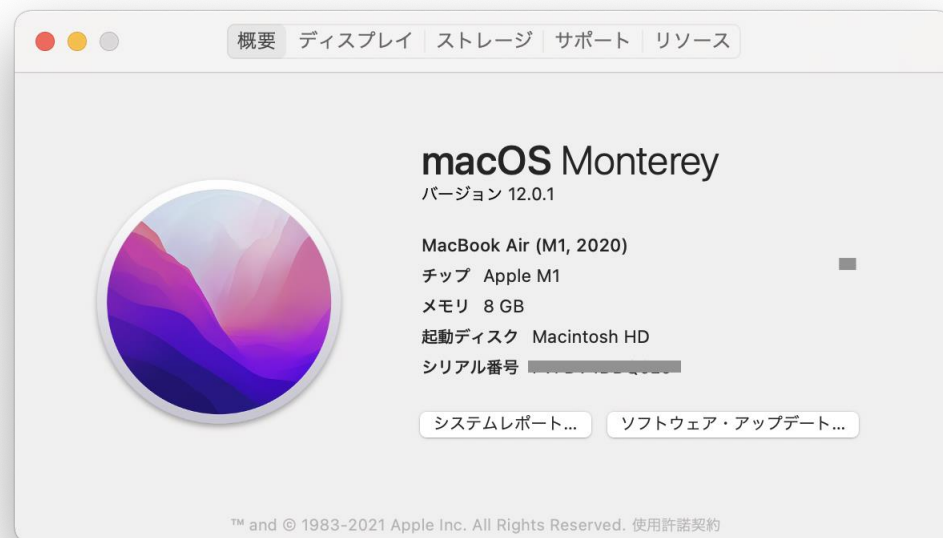 概要 ディスプレイ ストレージ サポート リソース
macOS Monterey
バージョン 12.0.1
MacBook Air (M1, 2020)
チップ Apple M1
メモリ 8 GB
起動ディスク Macintosh HD
シリアル番号
システムレポート... ソフトウェア・アップデート...
™ and © 1983-2021 Apple Inc. All Rights Reserved. 使用許諾契約